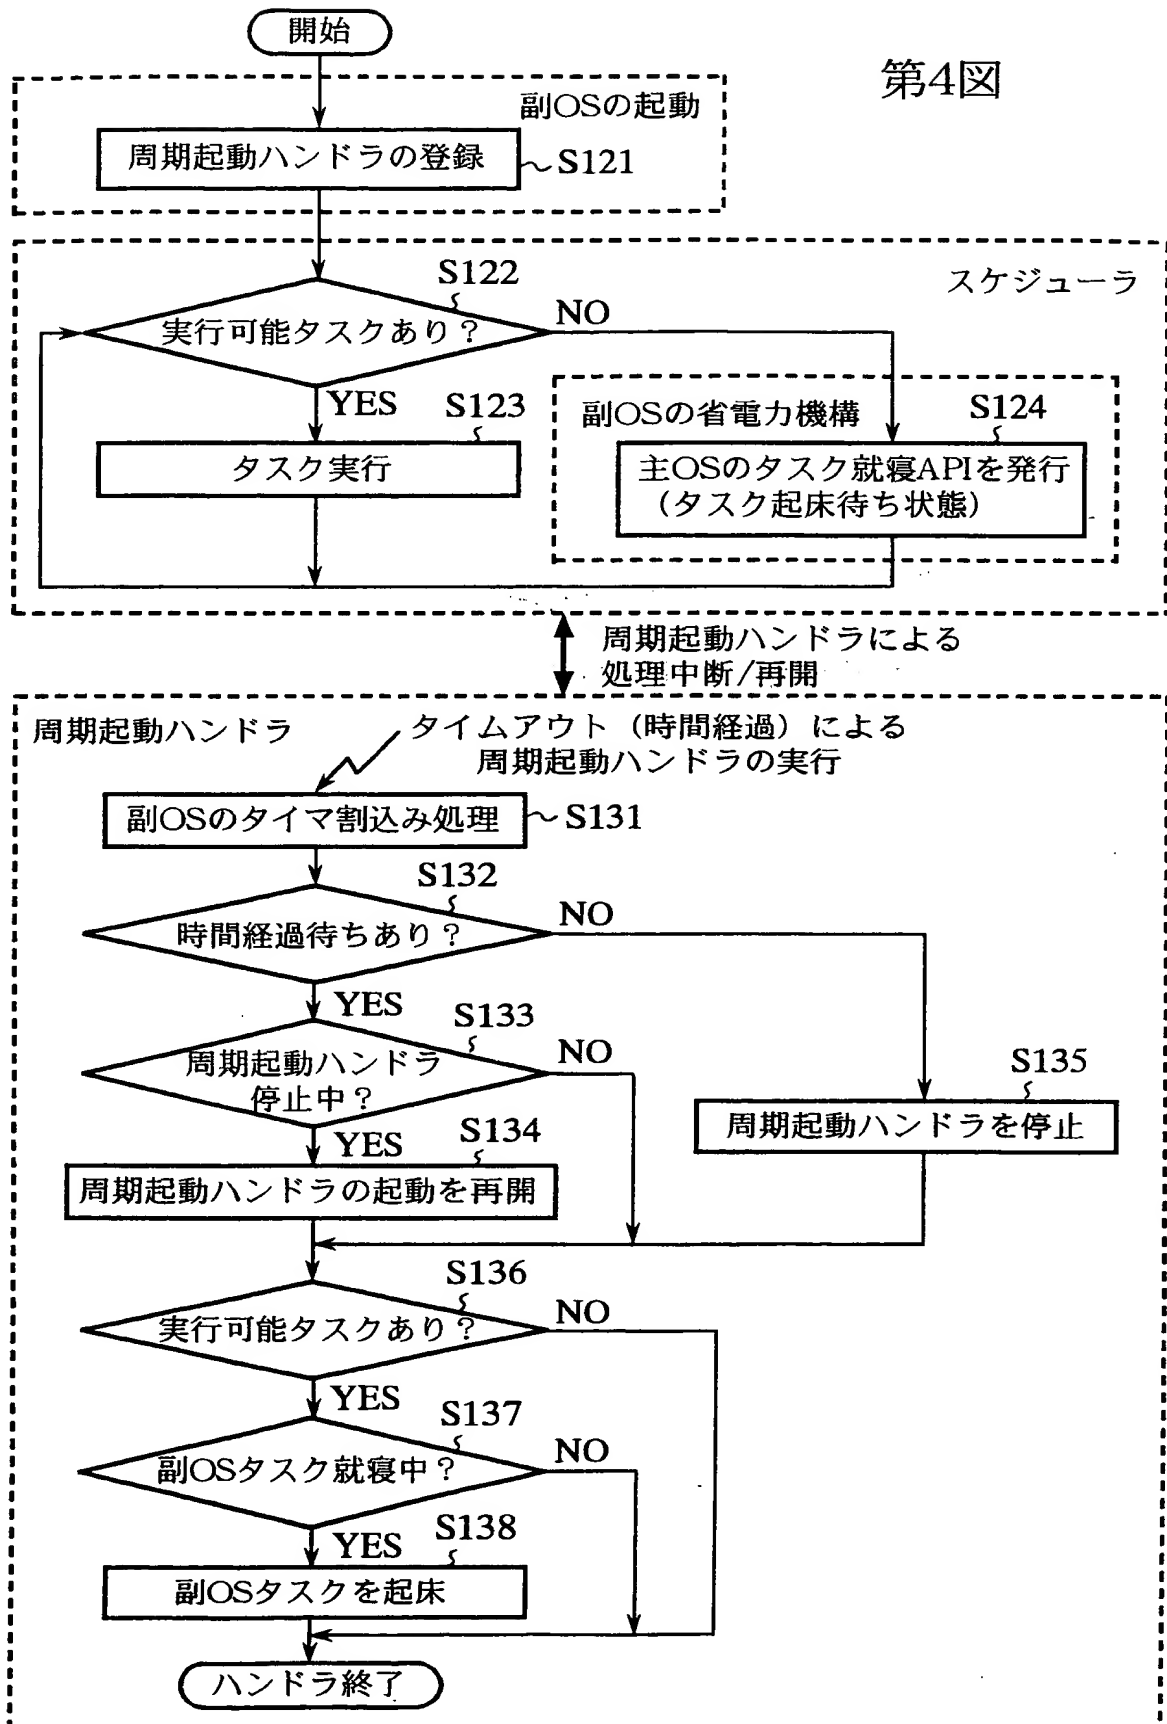 開始
第4図
副OSの起動
周期起動ハンドラの登録
S121
スケジューラ
S122
実行可能タスクあり?
NO
YES
S123
タスク実行
副OSの省電力機構
S124
主OSのタスク就寝APIを発行
(タスク起床待ち状態)
周期起動ハンドラによる
処理中断/再開
周期起動ハンドラ
タイムアウト(時間経過)による
周期起動ハンドラの実行
副OSのタイマ割込み処理
S131
S132
時間経過待ちあり?
NO
YES
S133
周期起動ハンドラ
停止中?
NO
S135
周期起動ハンドラを停止
YES
S134
周期起動ハンドラの起動を再開
S136
実行可能タスクあり?
NO
YES
S137
副OSタスク就寝中?
NO
YES
S138
副OSタスクを起床
ハンドラ終了